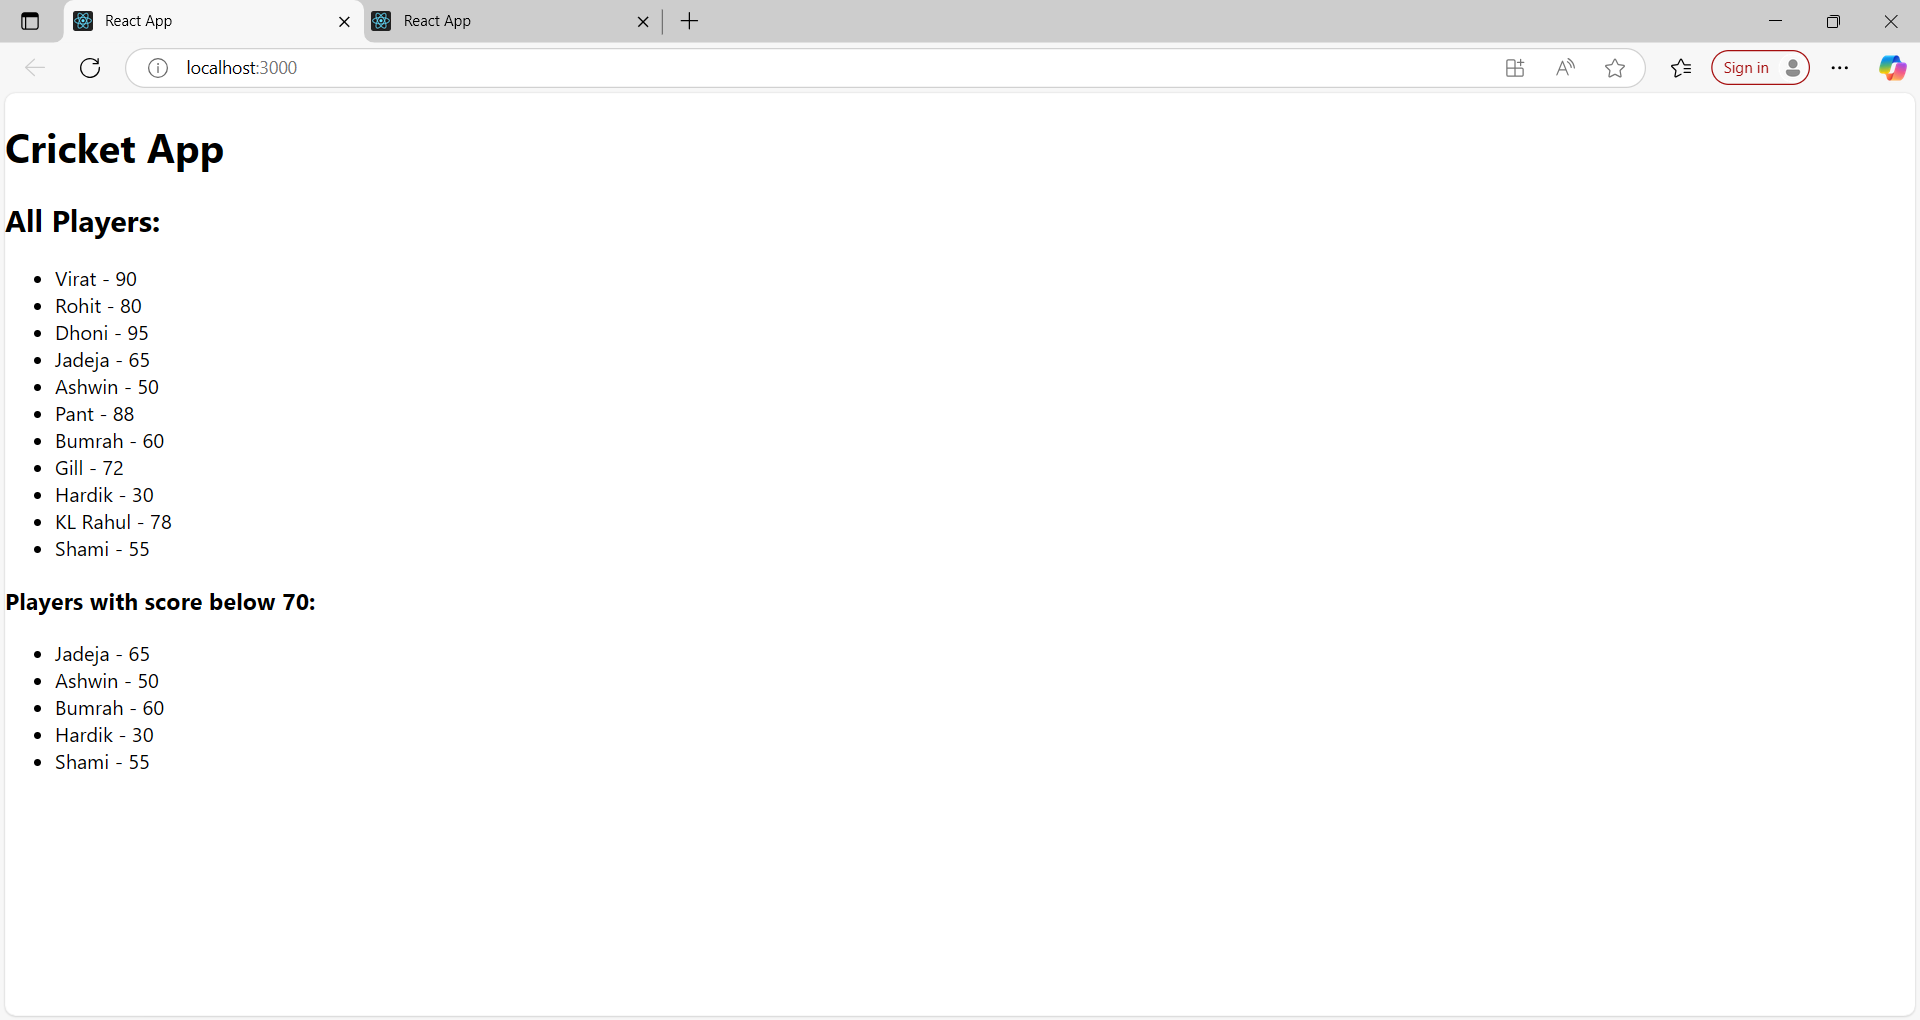 React App
React App
localhost:3000
Sign in
Cricket App
All Players:
Virat - 90
Rohit - 80
Dhoni - 95
Jadeja - 65
Ashwin - 50
Pant - 88
Bumrah - 60
Gill - 72
Hardik - 30
KL Rahul - 78
Shami - 55
Players with score below 70:
Jadeja - 65
Ashwin - 50
Bumrah - 60
Hardik - 30
Shami - 55